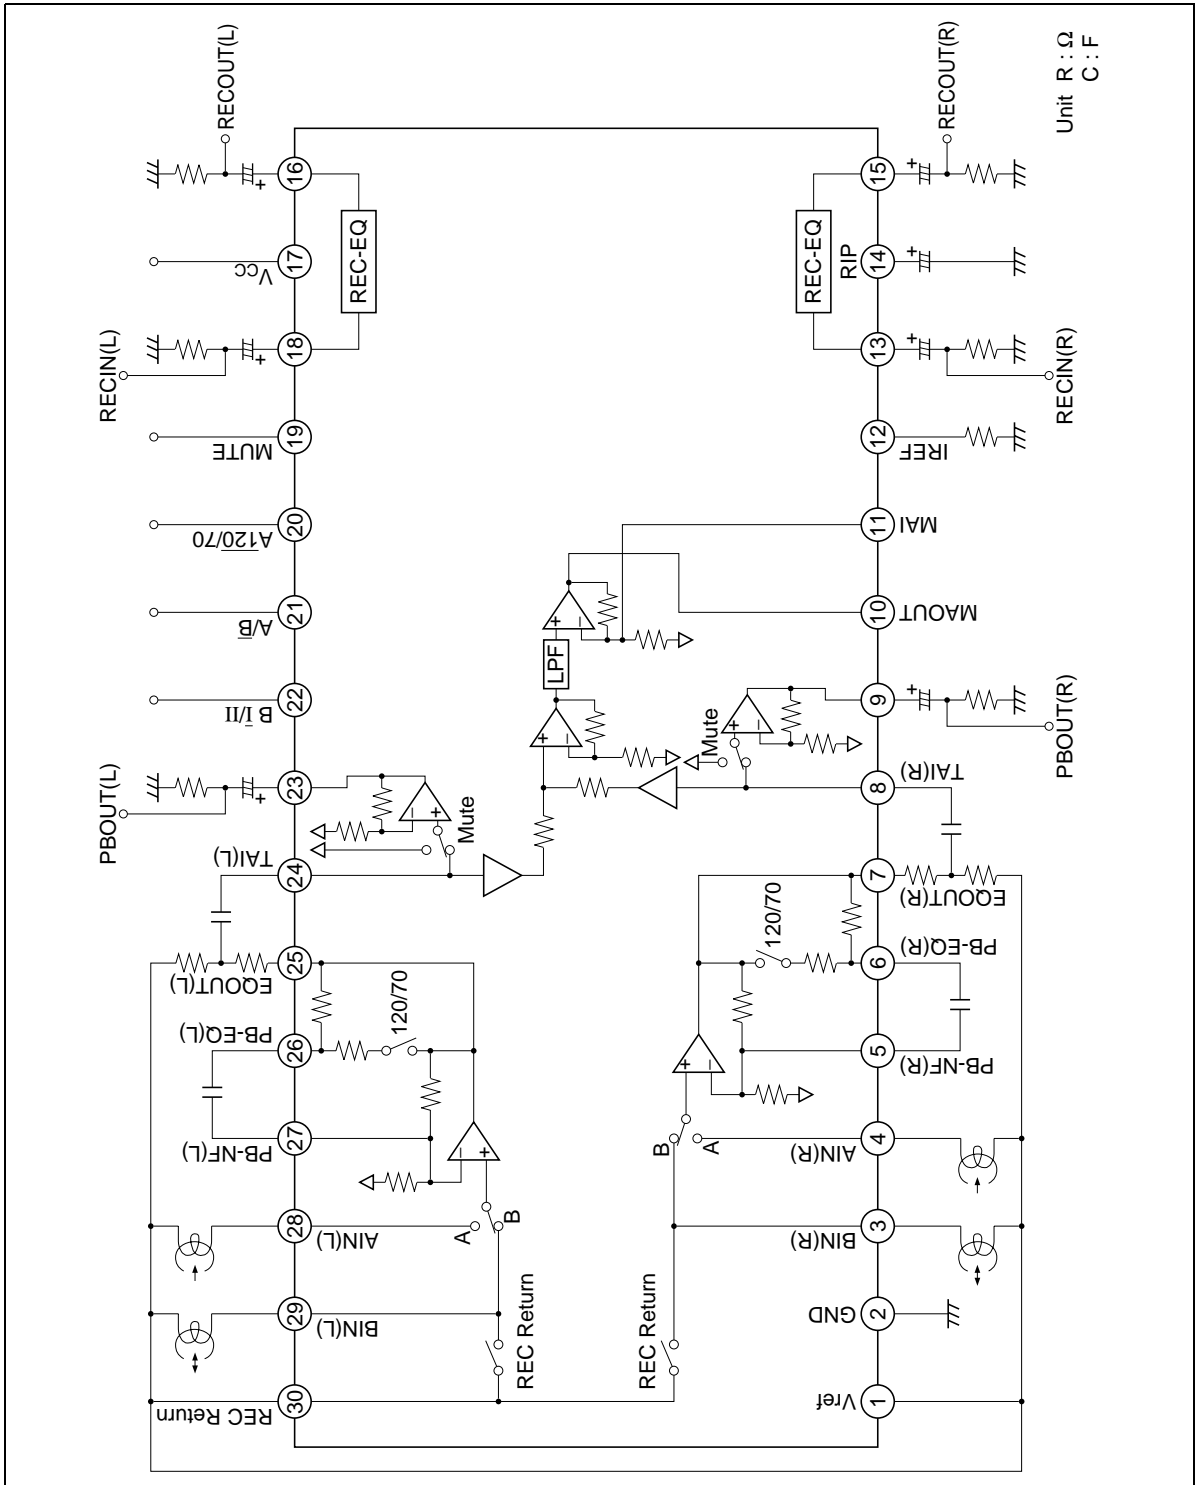 Unit R : Ω
C : F
RECOUT(L)
RECOUT(R)
16
15
REC-EQ
REC-EQ
17
VCC
RIP
14
RECIN(L)
18
13
RECIN(R)
19
MUTE
12
IREF
20
A120/70
11
MAI
21
A/B
10
MAOUT
LPF
22
B I/II
9
PBOUT(L)
PBOUT(R)
23
Mute
Mute
8
TAI(R)
24
TAI(L)
7
EQOUT(R)
25
EQOUT(L)
120/70
120/70
6
PB-EQ(R)
26
PB-EQ(L)
5
PB-NF(R)
27
PB-NF(L)
B
A
4
AIN(R)
28
AIN(L)
A
B
3
BIN(R)
29
BIN(L)
REC Return
REC Return
2
GND
30
REC Return
1
Vref
+
+
+
+
+
+
+
+
−
+
−
+
−
+
−
+
−
+
−
+
+
−